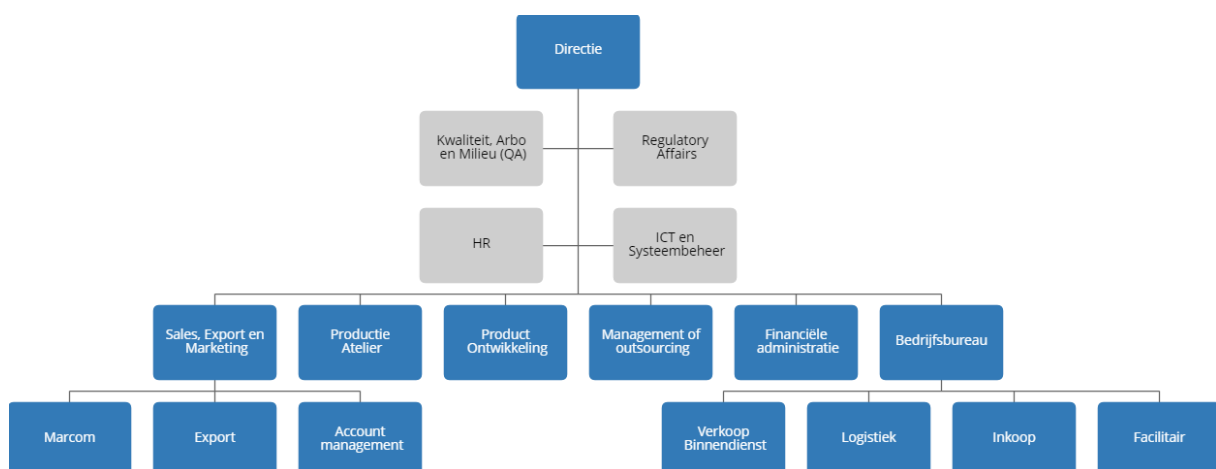 Directie
Kwaliteit, Arbo
en Milieu (QA)
Regulatory
Affairs
HR
ICT en
Systeembeheer
Sales, Export en
Marketing
Productie
Atelier
Product
Ontwikkeling
Management of
outsourcing
Financiële
administratie
Bedrijfsbureau
Marcom
Export
Account
management
Verkoop
Binnendienst
Logistiek
Inkoop
Facilitair